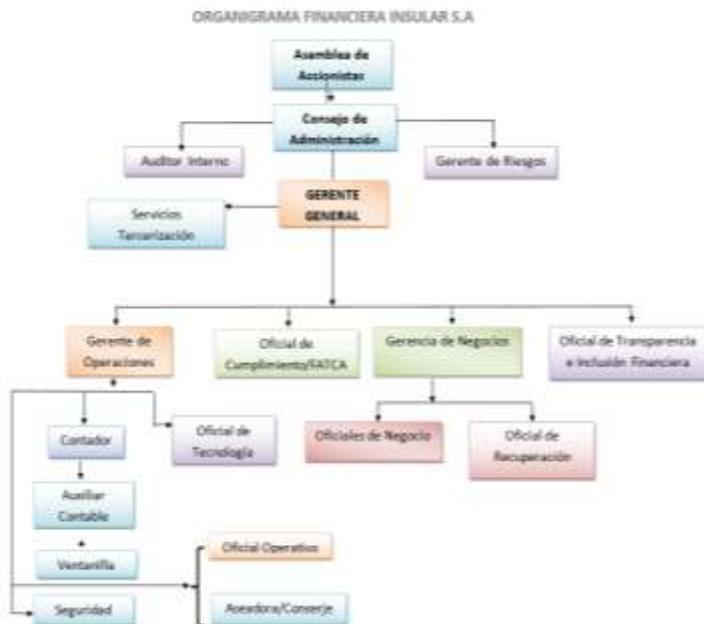 ORGANIGRAMA FINANCIERA INSULAR S.A
Asamblea de
Accionistas
Consejo de
Administración
Auditor Interno
Gerente de Riesgos
GERENTE
GENERAL
Servicios
Tercerización
Gerente de
Operaciones
Oficial de
Cumplimiento/FATCA
Gerencia de Negocios
Oficial de Transparencia
e Inclusión Financiera
Contador
Oficial de
Tecnología
Oficiales de Negocio
Oficial de
Recuperación
Auxiliar
Contable
Ventanilla
Oficial Operativo
Seguridad
Aseadora/Conserje